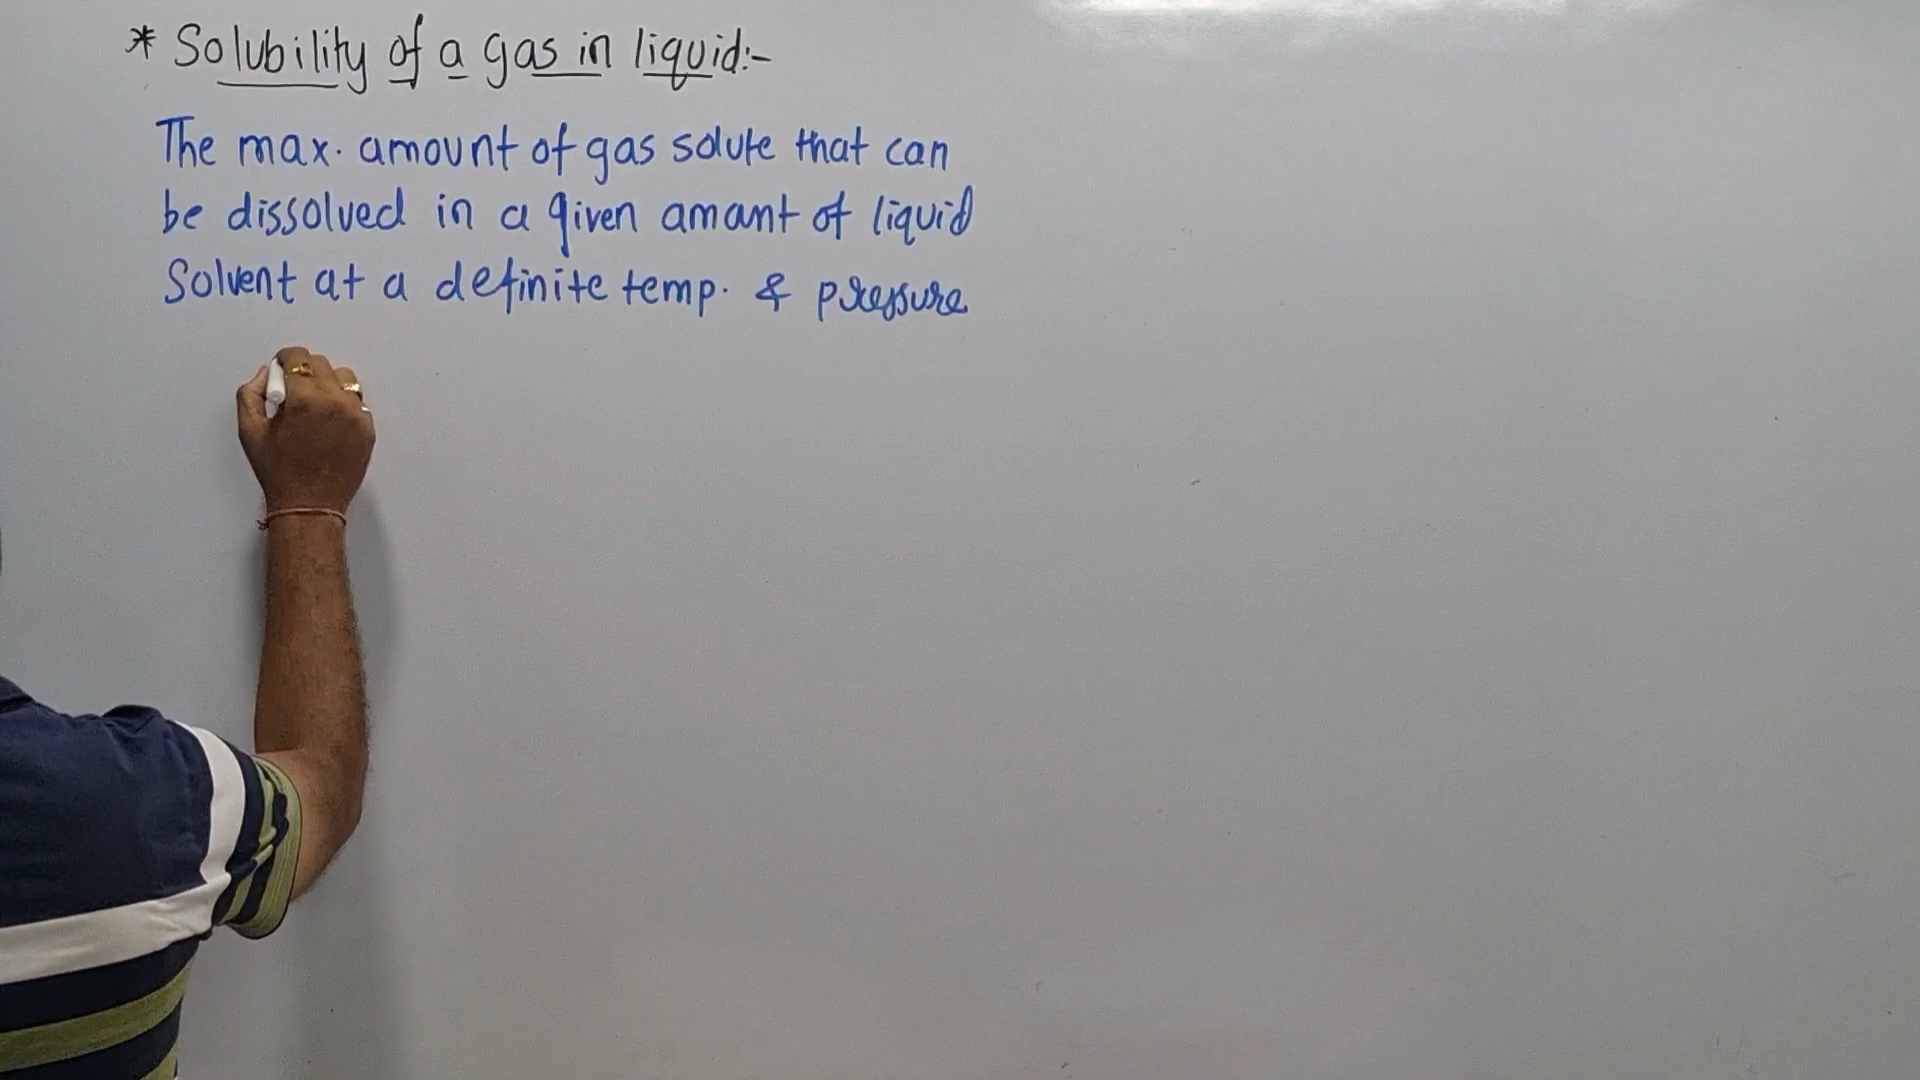 * Solubility of a gas in liquid:-
The max. amount of gas solute that can
be dissolved in a given amant of liquid
Solvent at a definite temp. & pressure